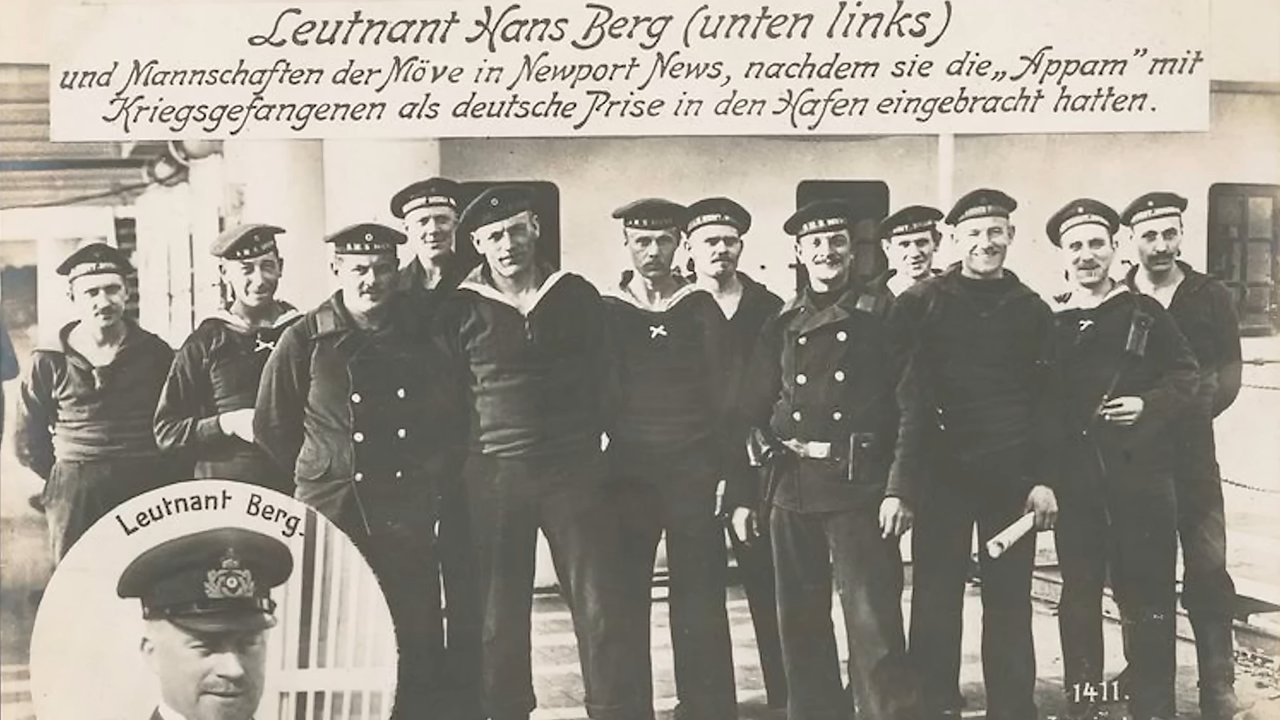 Leutnant Hans Berg (unten links)
und Mannschaften der Möve in Newport News, nachdem sie die „Appam” mit
Kriegsgefangenen als deutsche Prise in den Hafen eingebracht hatten.
Leutnant Berg.
1411.